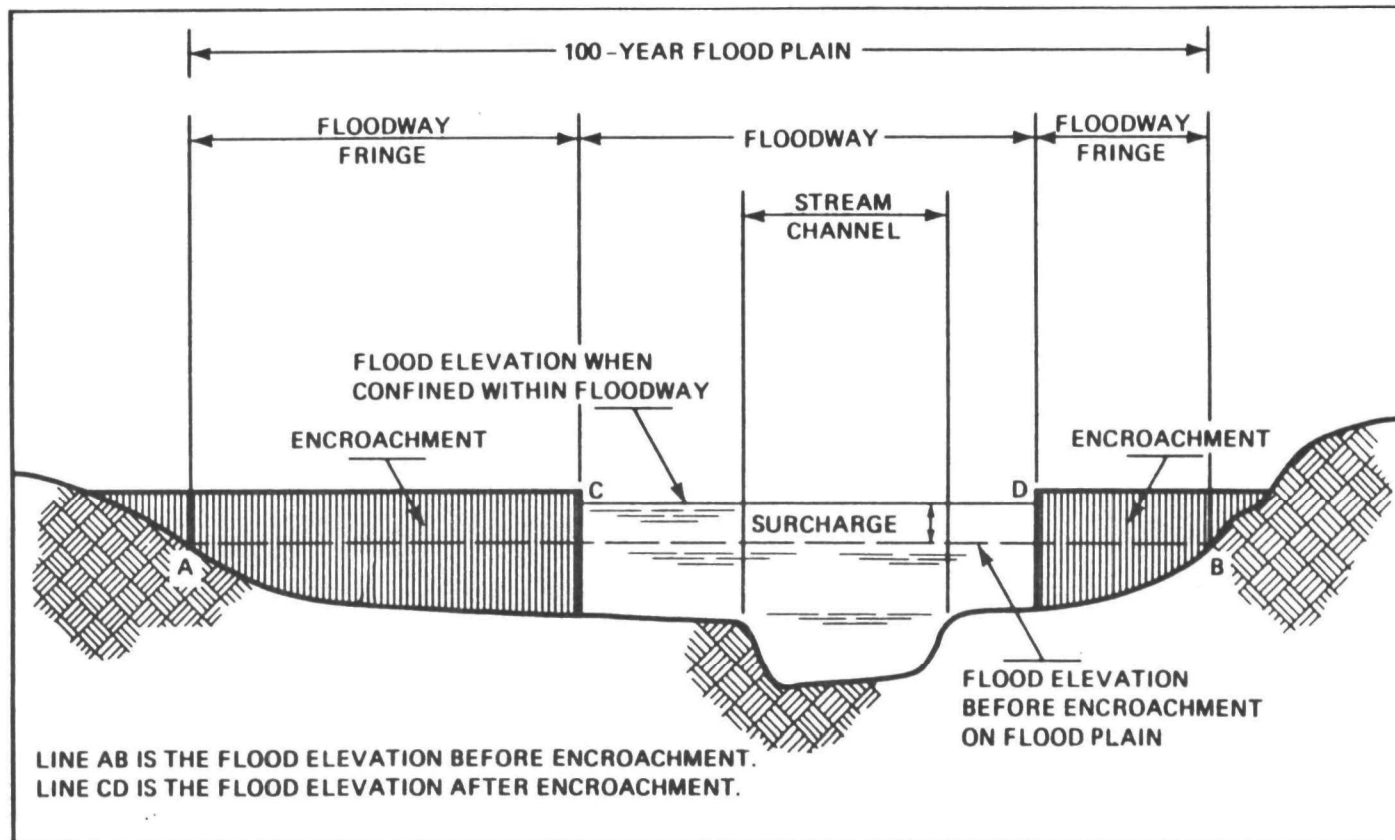 100-YEAR FLOOD PLAIN
FLOODWAY
FRINGE
FLOODWAY
FLOODWAY
FRINGE
STREAM
CHANNEL
FLOOD ELEVATION WHEN
CONFINED WITHIN FLOODWAY
ENCROACHMENT
ENCROACHMENT
C
D
SURCHARGE
A
B
FLOOD ELEVATION
BEFORE ENCROACHMENT
ON FLOOD PLAIN
LINE AB IS THE FLOOD ELEVATION BEFORE ENCROACHMENT.
LINE CD IS THE FLOOD ELEVATION AFTER ENCROACHMENT.